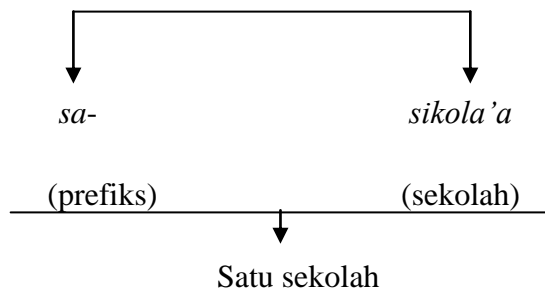 sa- sikola’a
(prefiks) (sekolah)
Satu sekolah